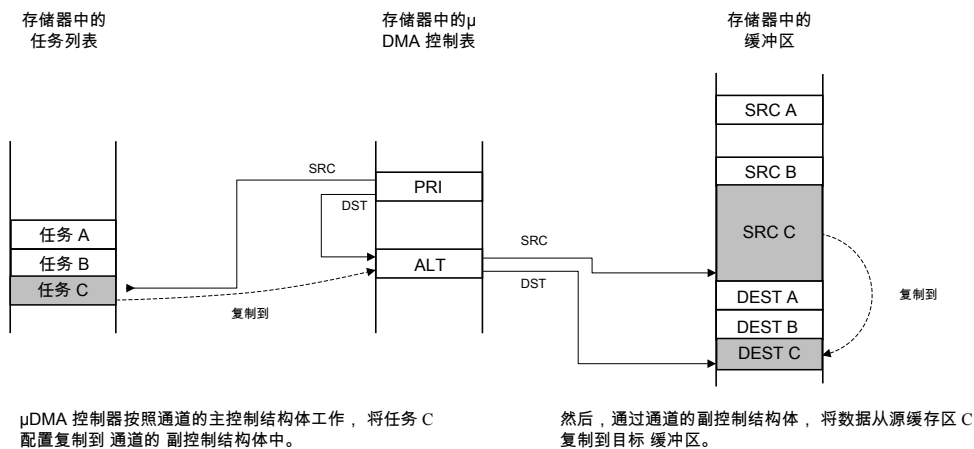 存储器中的
任务列表
存储器中的μ
DMA 控制表
存储器中的
缓冲区
SRC A
SRC B
SRC C
DEST A
DEST B
DEST C
任务 A
任务 B
任务 C
PRI
ALT
SRC
DST
SRC
DST
复制到
复制到
μDMA 控制器按照通道的主控制结构体工作 , 将任务 C
配置复制到 通道的 副控制结构体中。
然后 , 通过通道的副控制结构体 , 将数据从源缓存区 C
复制到目标 缓冲区。